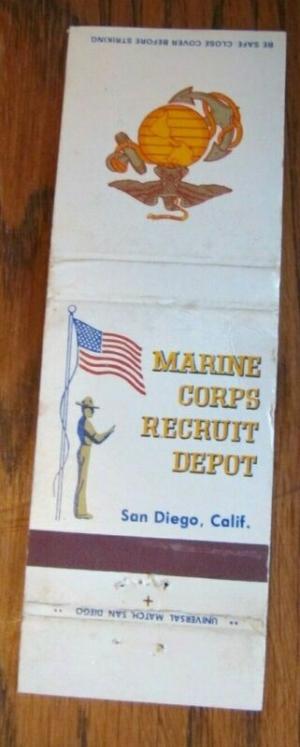 BE SAFE CLOSE COVER BEFORE STRIKING
MARINE
CORPS
RECRUIT
DEPOT
San Diego, Calif.
UNIVERSAL MATCH, SAN DIEGO